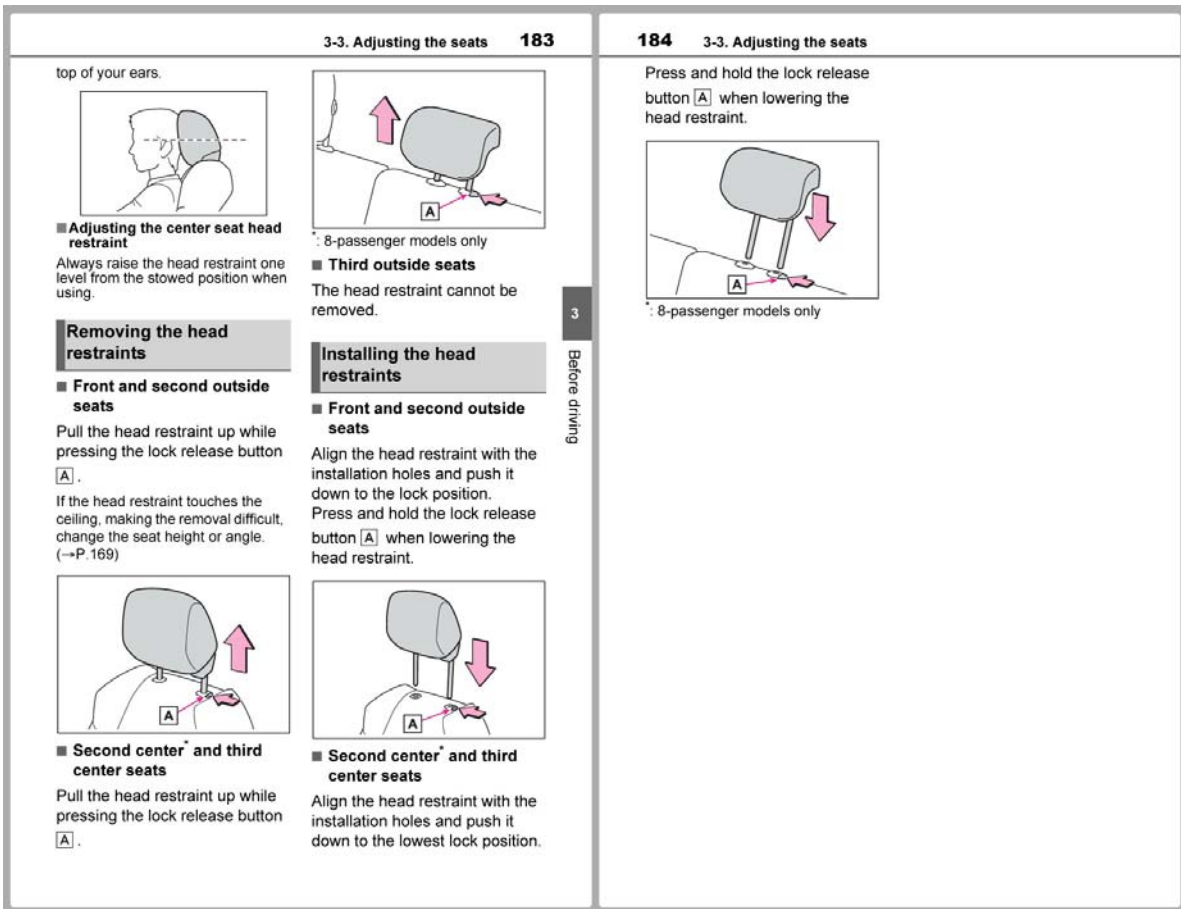 3-3. Adjusting the seats 183
top of your ears.
■Adjusting the center seat head
restraint
Always raise the head restraint one
level from the stowed position when
using.
Removing the head
restraints
■ Front and second outside
seats
Pull the head restraint up while
pressing the lock release button
A .
If the head restraint touches the
ceiling, making the removal difficult,
change the seat height or angle.
(→P.169)
A
■ Second center* and third
center seats
Pull the head restraint up while
pressing the lock release button
A .
A
*: 8-passenger models only
■ Third outside seats
The head restraint cannot be
removed.
Installing the head
restraints
■ Front and second outside
seats
Align the head restraint with the
installation holes and push it
down to the lock position.
Press and hold the lock release
button A when lowering the
head restraint.
A
■ Second center* and third
center seats
Align the head restraint with the
installation holes and push it
down to the lowest lock position.
3
Before driving
184 3-3. Adjusting the seats
Press and hold the lock release
button A when lowering the
head restraint.
A
*: 8-passenger models only